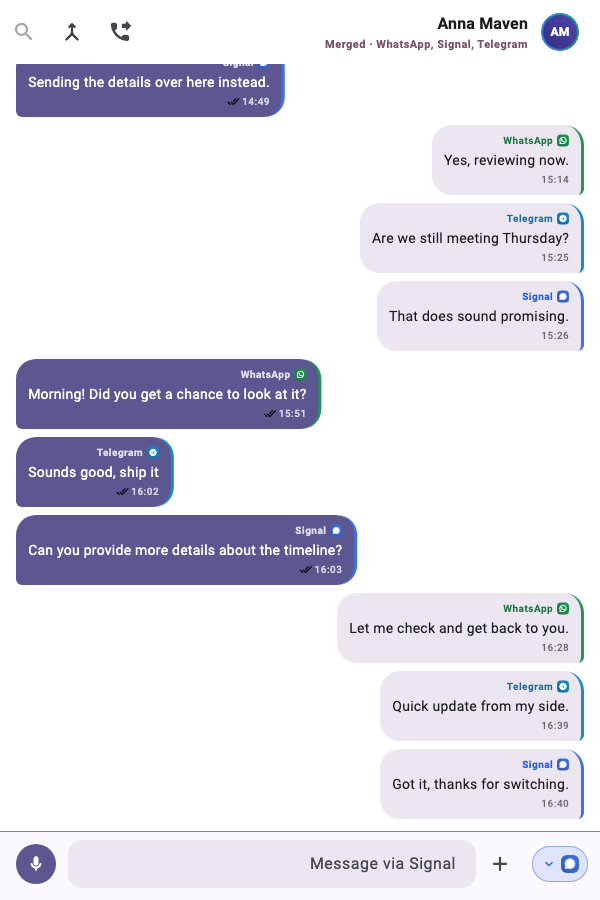 Anna Maven
AM
Merged · WhatsApp, Signal, Telegram
Signal
Sending the details over here instead.
14:49
WhatsApp
Yes, reviewing now.
15:14
Telegram
Are we still meeting Thursday?
15:25
Signal
That does sound promising.
15:26
WhatsApp
Morning! Did you get a chance to look at it?
15:51
Telegram
Sounds good, ship it
16:02
Signal
Can you provide more details about the timeline?
16:03
WhatsApp
Let me check and get back to you.
16:28
Telegram
Quick update from my side.
16:39
Signal
Got it, thanks for switching.
16:40
Message via Signal